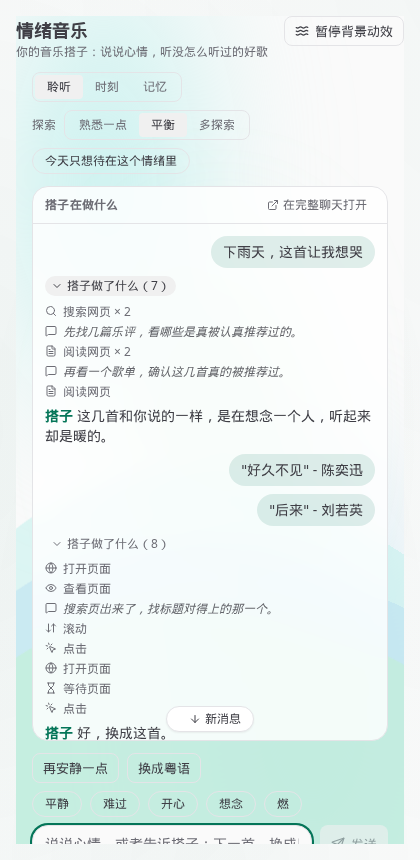 情绪音乐
暂停背景动效
你的音乐搭子：说说心情，听没怎么听过的好歌
聆听 时刻 记忆
探索 熟悉一点 平衡 多探索
今天只想待在这个情绪里
搭子在做什么 在完整聊天打开
下雨天，这首让我想哭
搭子做了什么（7）
搜索网页 × 2
先找几篇乐评，看哪些是真被认真推荐过的。
阅读网页 × 2
再看一个歌单，确认这几首真的被推荐过。
阅读网页
搭子 这几首和你说的一样，是在想念一个人，听起来
却是暖的。
"好久不见" - 陈奕迅
"后来" - 刘若英
搭子做了什么（8）
打开页面
查看页面
搜索页出来了，找标题对得上的那一个。
滚动
点击
打开页面
等待页面
点击
新消息
搭子 好，换成这首。
再安静一点 换成粤语
平静 难过 开心 想念 燃
说说心情，或者告诉搭子：下一首、换成
发送